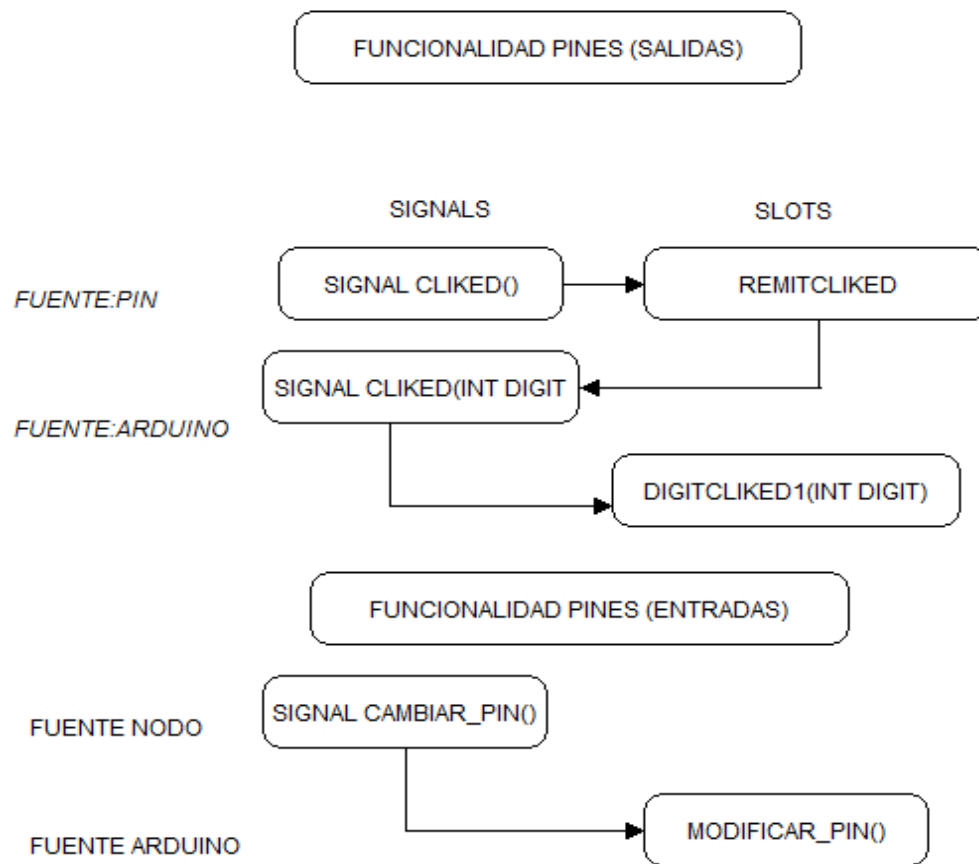 FUNCIONALIDAD PINES (SALIDAS)
SIGNALS
SLOTS
SIGNAL CLIKED()
REMITCLIKED
FUENTE:PIN
SIGNAL CLIKED(INT DIGIT
FUENTE:ARDUINO
DIGITCLIKED1(INT DIGIT)
FUNCIONALIDAD PINES (ENTRADAS)
SIGNAL CAMBIAR_PIN()
FUENTE NODO
MODIFICAR_PIN()
FUENTE ARDUINO